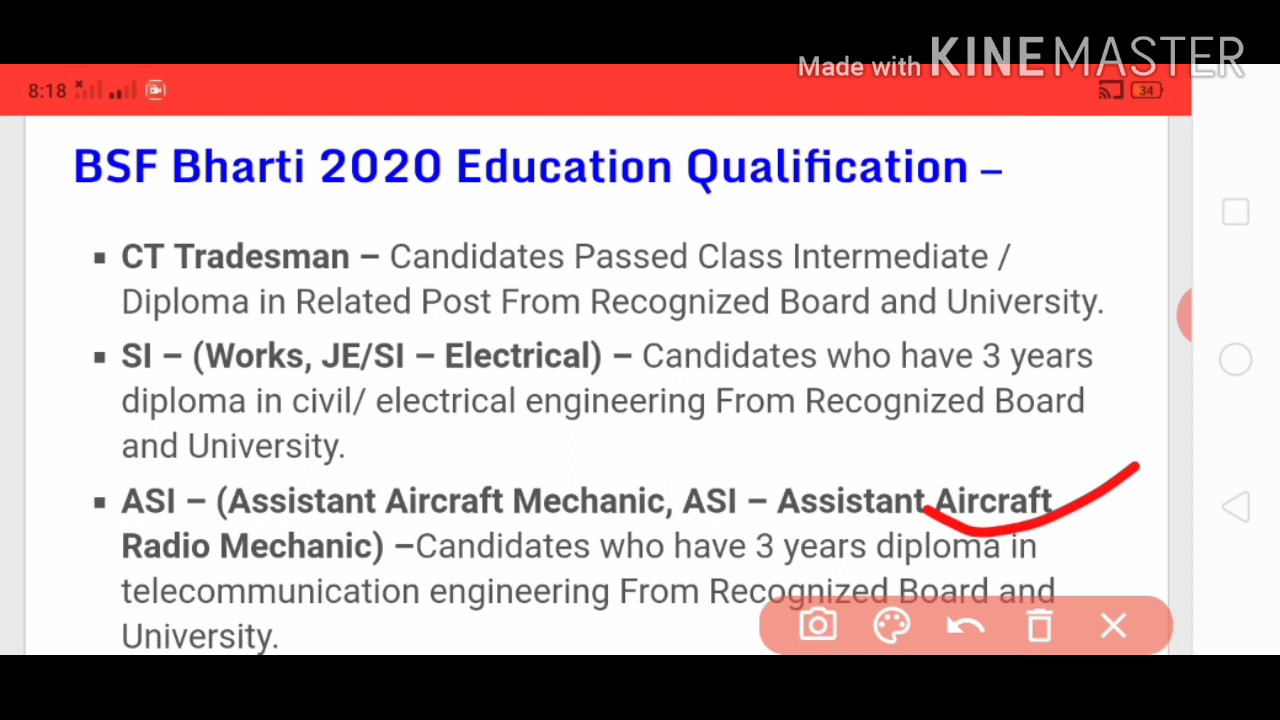 Made with KINEMASTER
8:18
34
BSF Bharti 2020 Education Qualification –
▪ CT Tradesman – Candidates Passed Class Intermediate /
Diploma in Related Post From Recognized Board and University.
▪ SI – (Works, JE/SI – Electrical) – Candidates who have 3 years
diploma in civil/ electrical engineering From Recognized Board
and University.
▪ ASI – (Assistant Aircraft Mechanic, ASI – Assistant Aircraft
Radio Mechanic) –Candidates who have 3 years diploma in
telecommunication engineering From Recognized Board and
University.